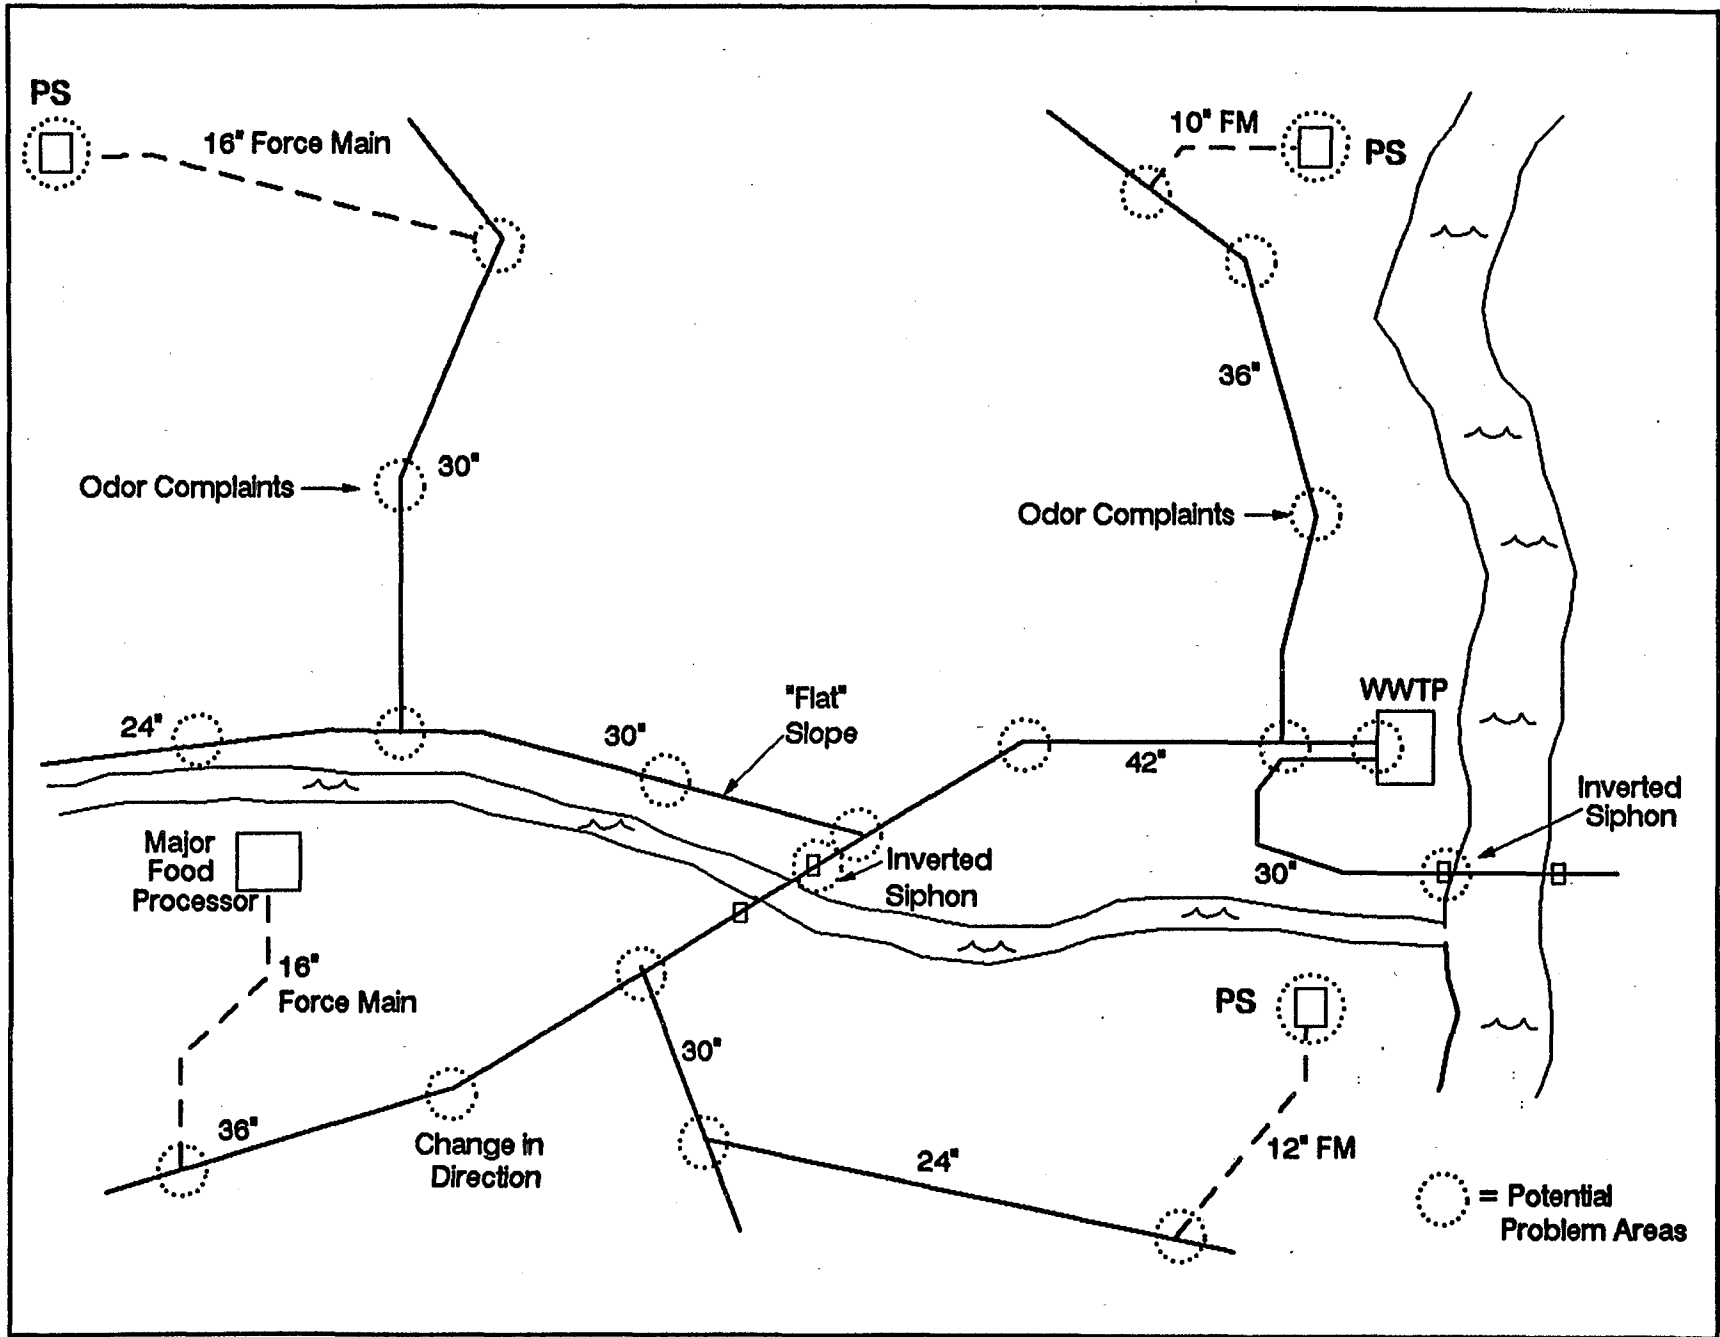 PS
16" Force Main
10" FM
PS
36"
30"
Odor Complaints
Odor Complaints
"Flat"
Slope
WWTP
24"
30"
42"
Inverted
Siphon
Major
Food
Processor
Inverted
Siphon
30"
16"
Force Main
PS
30"
36"
Change in
Direction
24"
12" FM
= Potential
Problem Areas